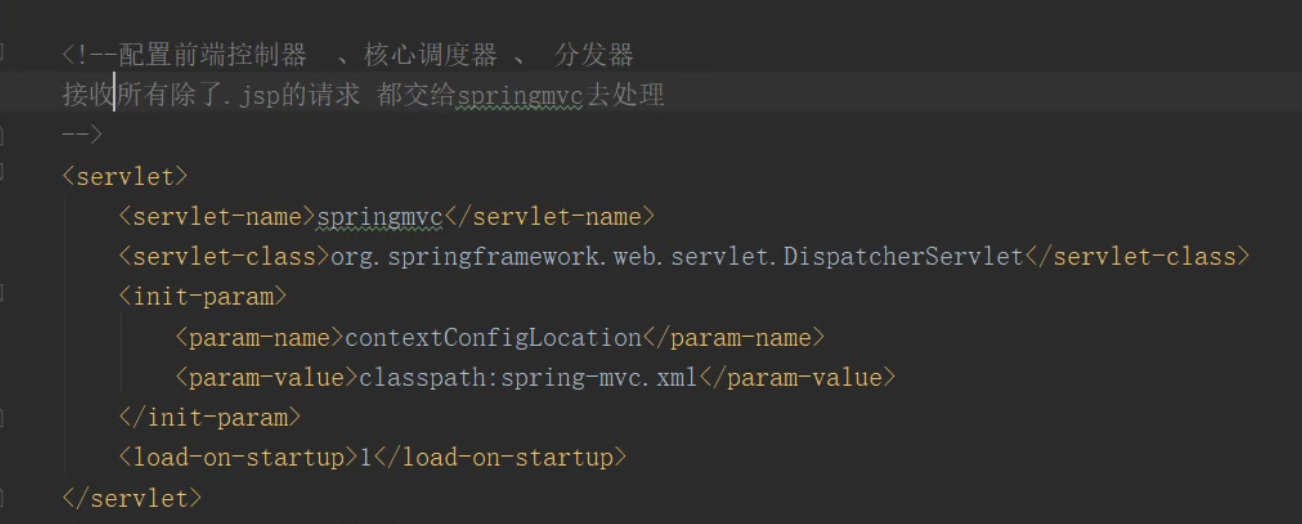 <!--配置前端控制器 、核心调度器 、 分发器
接收所有除了.jsp的请求 都交给springmvc去处理
-->
<servlet>
<servlet-name>springmvc</servlet-name>
<servlet-class>org.springframework.web.servlet.DispatcherServlet</servlet-class>
<init-param>
<param-name>contextConfigLocation</param-name>
<param-value>classpath:spring-mvc.xml</param-value>
</init-param>
<load-on-startup>1</load-on-startup>
</servlet>